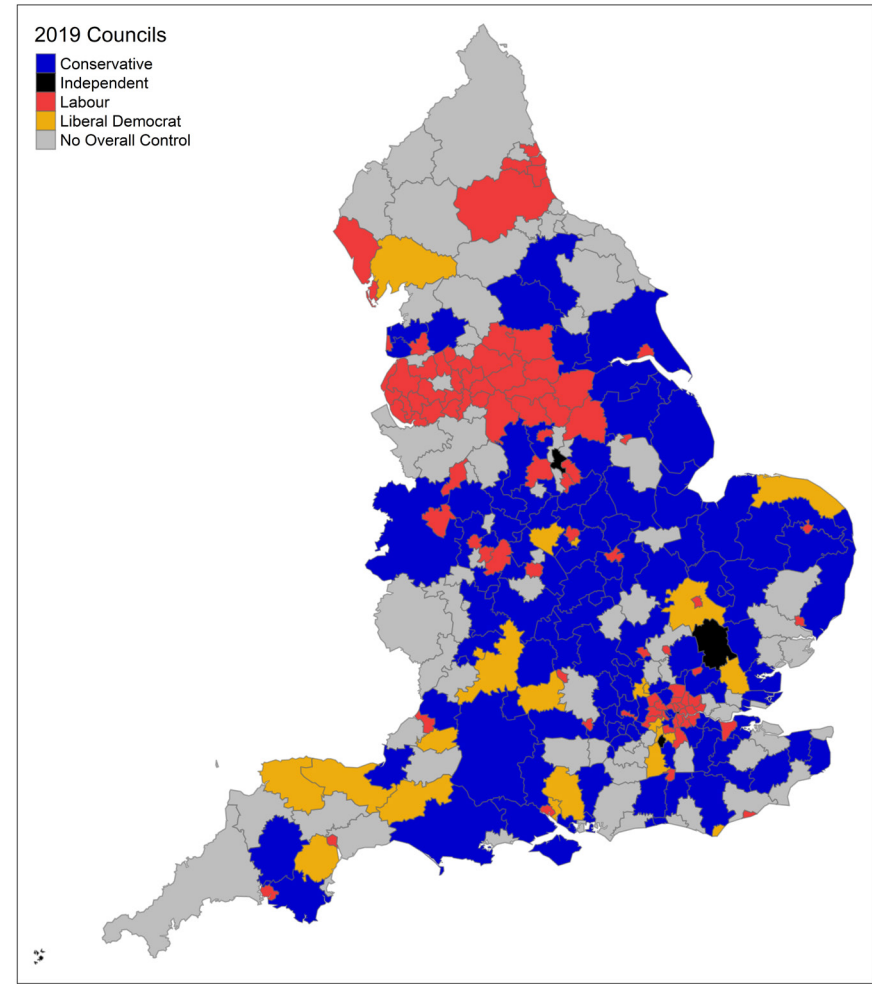 2019 Councils
Conservative
Independent
Labour
Liberal Democrat
No Overall Control